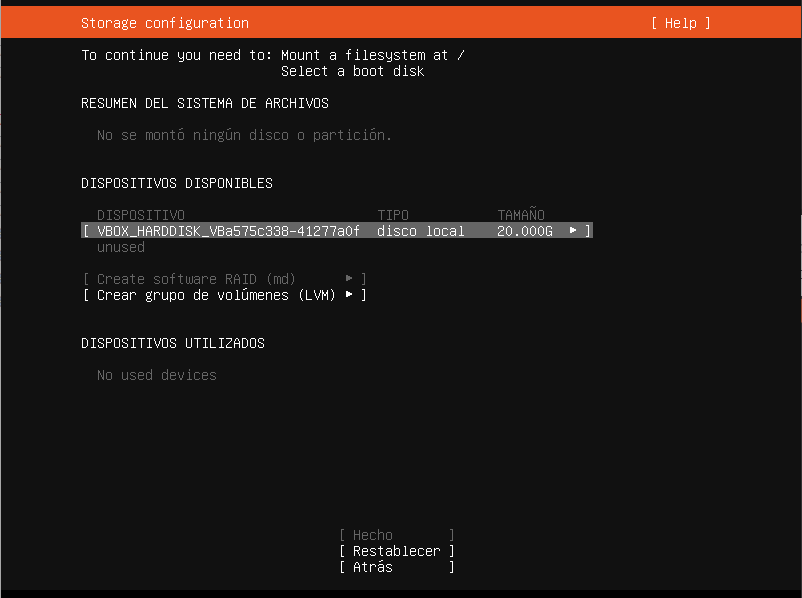 Storage configuration [ Help ]
To continue you need to: Mount a filesystem at /
Select a boot disk
RESUMEN DEL SISTEMA DE ARCHIVOS
No se montó ningún disco o partición.
DISPOSITIVOS DISPONIBLES
DISPOSITIVO TIPO TAMAÑO
[ VBOX_HARDDISK_VBa575c338-41277a0f disco local 20.000G ▸ ]
unused
[ Create software RAID (md) ▸ ]
[ Crear grupo de volúmenes (LVM) ▸ ]
DISPOSITIVOS UTILIZADOS
No used devices
[ Hecho ]
[ Restablecer ]
[ Atrás ]